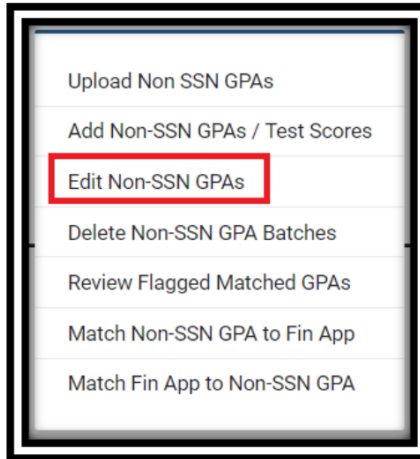 Upload Non SSN GPAs
Add Non-SSN GPAs / Test Scores
Edit Non-SSN GPAs
Delete Non-SSN GPA Batches
Review Flagged Matched GPAs
Match Non-SSN GPA to Fin App
Match Fin App to Non-SSN GPA